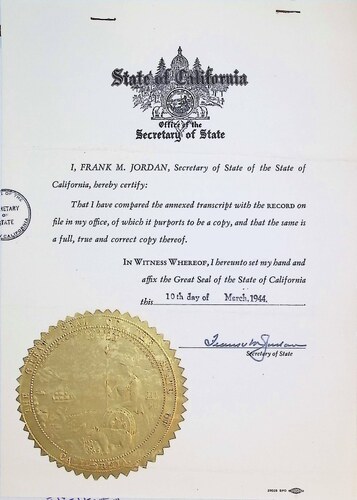 State of California
Office of the
Secretary of State
I, FRANK M. JORDAN, Secretary of State of the State of
California, hereby certify:
That I have compared the annexed transcript with the RECORD on
file in my office, of which it purports to be a copy, and that the same is
a full, true and correct copy thereof.
IN WITNESS WHEREOF, I hereunto set my hand and
affix the Great Seal of the State of California
this 10th day of March, 1944.
Frank M. Jordan
Secretary of State
STATE